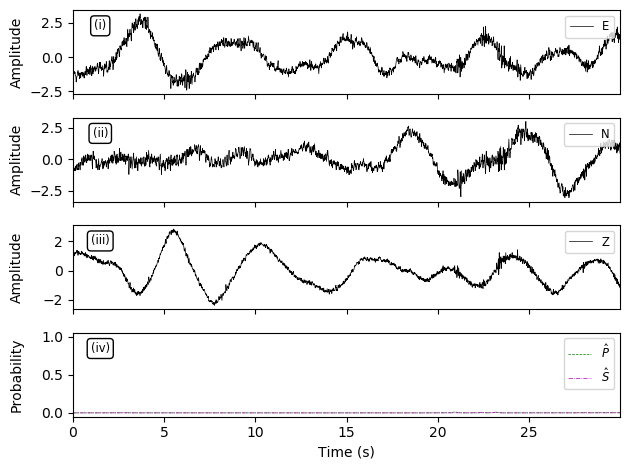 Amplitude
2.5
0.0
−2.5
(i)
E
Amplitude
2.5
0.0
−2.5
(ii)
N
Amplitude
2
0
−2
(iii)
Z
Probability
1.0
0.5
0.0
(iv)
P̂
Ŝ
0 5 10 15 20 25
Time (s)